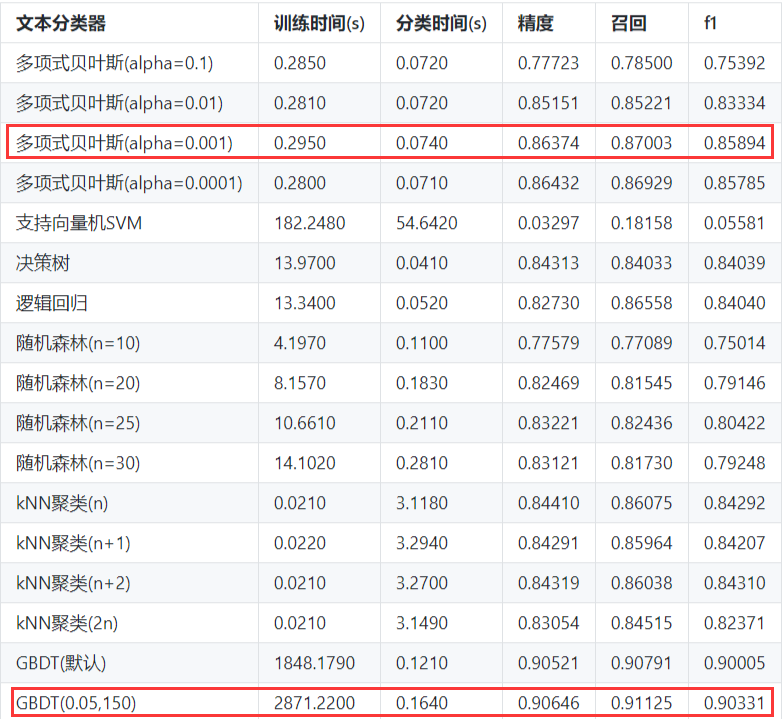 文本分类器 训练时间(s) 分类时间(s) 精度 召回 f1
多项式贝叶斯(alpha=0.1) 0.2850 0.0720 0.77723 0.78500 0.75392
多项式贝叶斯(alpha=0.01) 0.2810 0.0720 0.85151 0.85221 0.83334
多项式贝叶斯(alpha=0.001) 0.2950 0.0740 0.86374 0.87003 0.85894
多项式贝叶斯(alpha=0.0001) 0.2800 0.0710 0.86432 0.86929 0.85785
支持向量机SVM 182.2480 54.6420 0.03297 0.18158 0.05581
决策树 13.9700 0.0410 0.84313 0.84033 0.84039
逻辑回归 13.3400 0.0520 0.82730 0.86558 0.84040
随机森林(n=10) 4.1970 0.1100 0.77579 0.77089 0.75014
随机森林(n=20) 8.1570 0.1830 0.82469 0.81545 0.79146
随机森林(n=25) 10.6610 0.2110 0.83221 0.82436 0.80422
随机森林(n=30) 14.1020 0.2810 0.83121 0.81730 0.79248
kNN聚类(n) 0.0210 3.1180 0.84410 0.86075 0.84292
kNN聚类(n+1) 0.0220 3.2940 0.84291 0.85964 0.84207
kNN聚类(n+2) 0.0210 3.2700 0.84319 0.86038 0.84310
kNN聚类(2n) 0.0210 3.1490 0.83054 0.84515 0.82371
GBDT(默认) 1848.1790 0.1210 0.90521 0.90791 0.90005
GBDT(0.05,150) 2871.2200 0.1640 0.90646 0.91125 0.90331